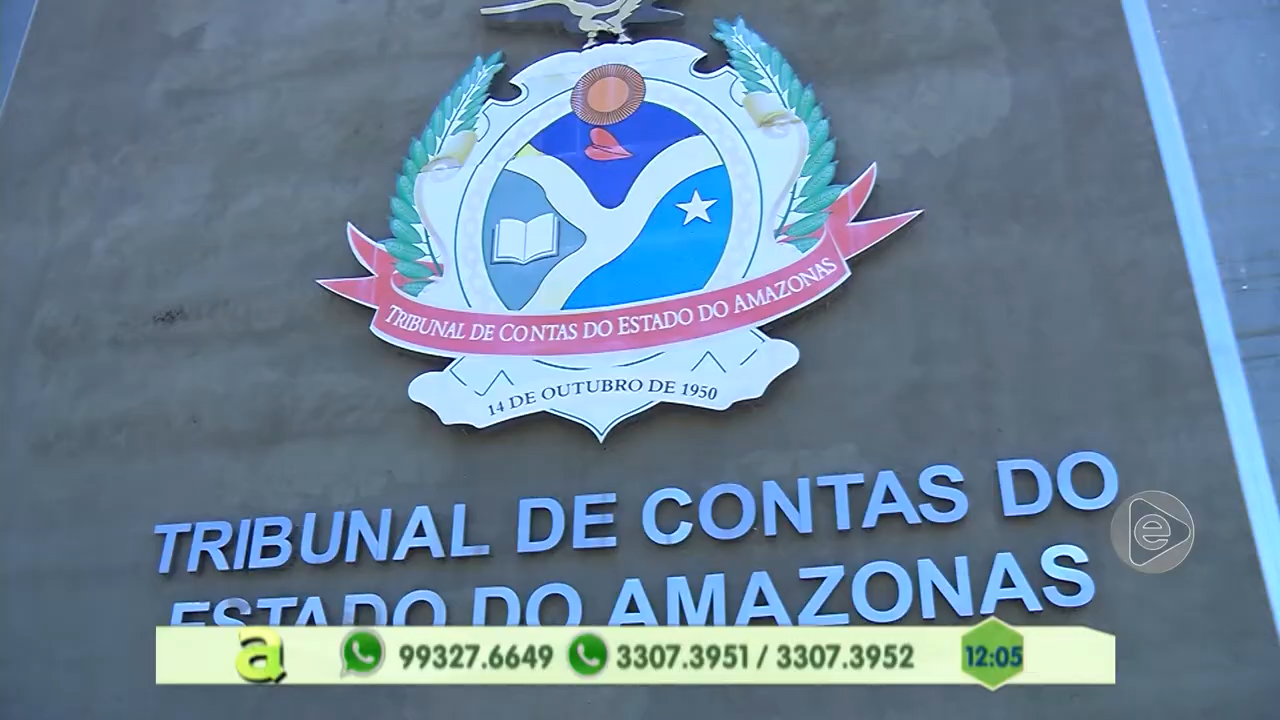 TRIBUNAL DE CONTAS DO ESTADO DO AMAZONAS
14 DE OUTUBRO DE 1950
TRIBUNAL DE CONTAS DO
ESTADO DO AMAZONAS
e
a 99327.6649 3307.3951 / 3307.3952 12:05